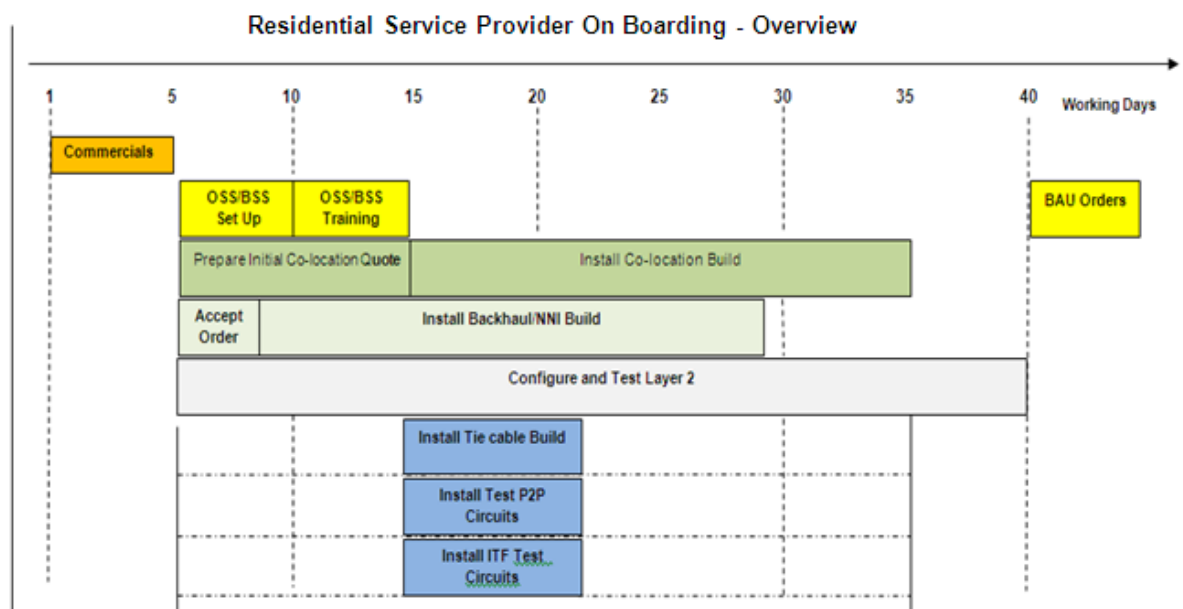 Residential Service Provider On Boarding - Overview
1 5 10 15 20 25 30 35 40 Working Days
Commercials
OSS/BSS
Set Up
OSS/BSS
Training
BAU Orders
Prepare Initial Co-location Quote
Install Co-location Build
Accept
Order
Install Backhaul/NNI Build
Configure and Test Layer 2
Install Tie cable Build
Install Test P2P
Circuits
Install ITF Test
Circuits